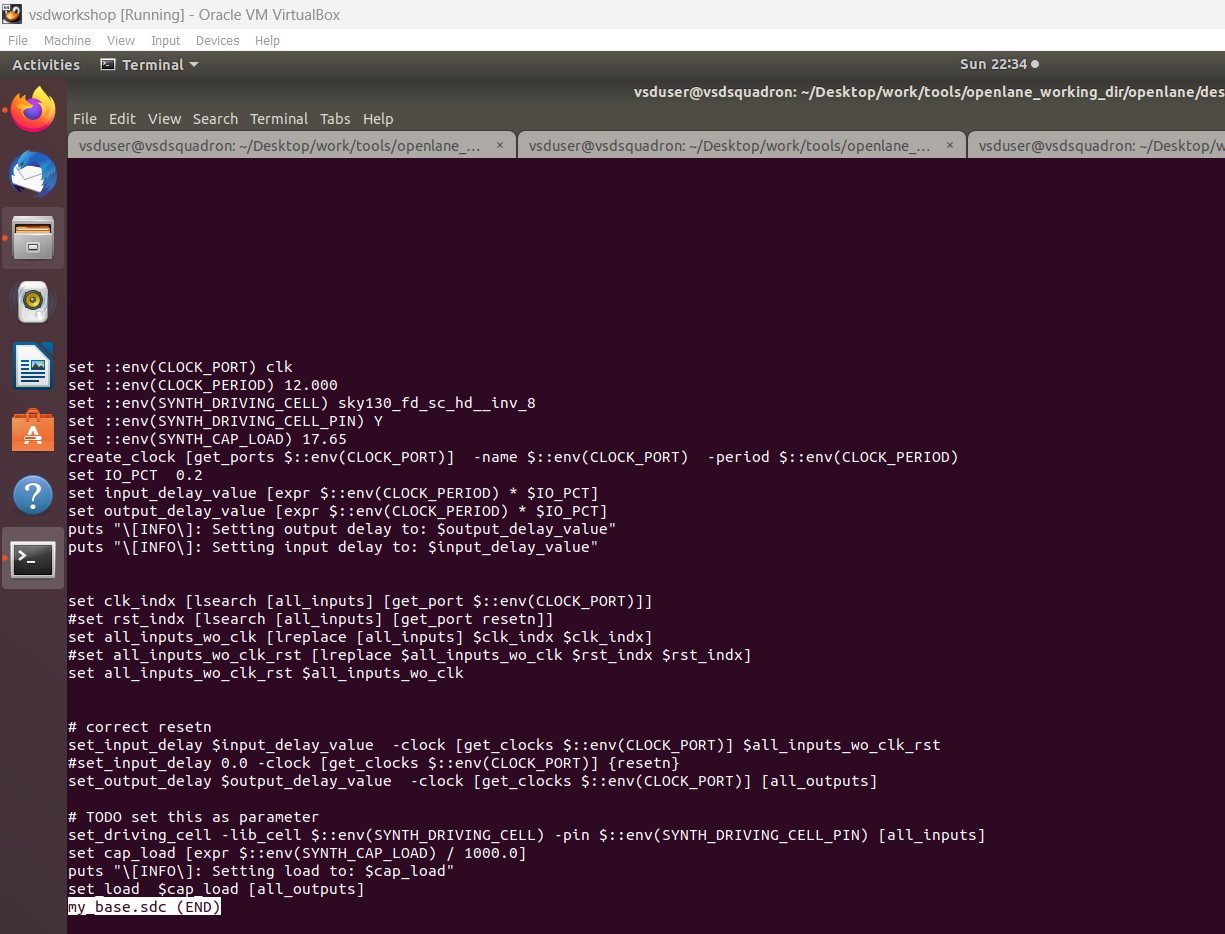 vsdworkshop [Running] - Oracle VM VirtualBox
File Machine View Input Devices Help
Activities Terminal Sun 22:34
vsduser@vsdsquadron: ~/Desktop/work/tools/openlane_working_dir/openlane/des
File Edit View Search Terminal Tabs Help
vsduser@vsdsquadron: ~/Desktop/work/tools/openlane_... × vsduser@vsdsquadron: ~/Desktop/work/tools/openlane_... × vsduser@vsdsquadron: ~/Desktop/w
set ::env(CLOCK_PORT) clk
set ::env(CLOCK_PERIOD) 12.000
set ::env(SYNTH_DRIVING_CELL) sky130_fd_sc_hd__inv_8
set ::env(SYNTH_DRIVING_CELL_PIN) Y
set ::env(SYNTH_CAP_LOAD) 17.65
create_clock [get_ports $::env(CLOCK_PORT)]  -name $::env(CLOCK_PORT)  -period $::env(CLOCK_PERIOD)
set IO_PCT  0.2
set input_delay_value [expr $::env(CLOCK_PERIOD) * $IO_PCT]
set output_delay_value [expr $::env(CLOCK_PERIOD) * $IO_PCT]
puts "\[INFO\]: Setting output delay to: $output_delay_value"
puts "\[INFO\]: Setting input delay to: $input_delay_value"
set clk_indx [lsearch [all_inputs] [get_port $::env(CLOCK_PORT)]]
#set rst_indx [lsearch [all_inputs] [get_port resetn]]
set all_inputs_wo_clk [lreplace [all_inputs] $clk_indx $clk_indx]
#set all_inputs_wo_clk_rst [lreplace $all_inputs_wo_clk $rst_indx $rst_indx]
set all_inputs_wo_clk_rst $all_inputs_wo_clk
# correct resetn
set_input_delay $input_delay_value  -clock [get_clocks $::env(CLOCK_PORT)] $all_inputs_wo_clk_rst
#set_input_delay 0.0 -clock [get_clocks $::env(CLOCK_PORT)] {resetn}
set_output_delay $output_delay_value  -clock [get_clocks $::env(CLOCK_PORT)] [all_outputs]
# TODO set this as parameter
set_driving_cell -lib_cell $::env(SYNTH_DRIVING_CELL) -pin $::env(SYNTH_DRIVING_CELL_PIN) [all_inputs]
set cap_load [expr $::env(SYNTH_CAP_LOAD) / 1000.0]
puts "\[INFO\]: Setting load to: $cap_load"
set_load  $cap_load [all_outputs]
my_base.sdc (END)